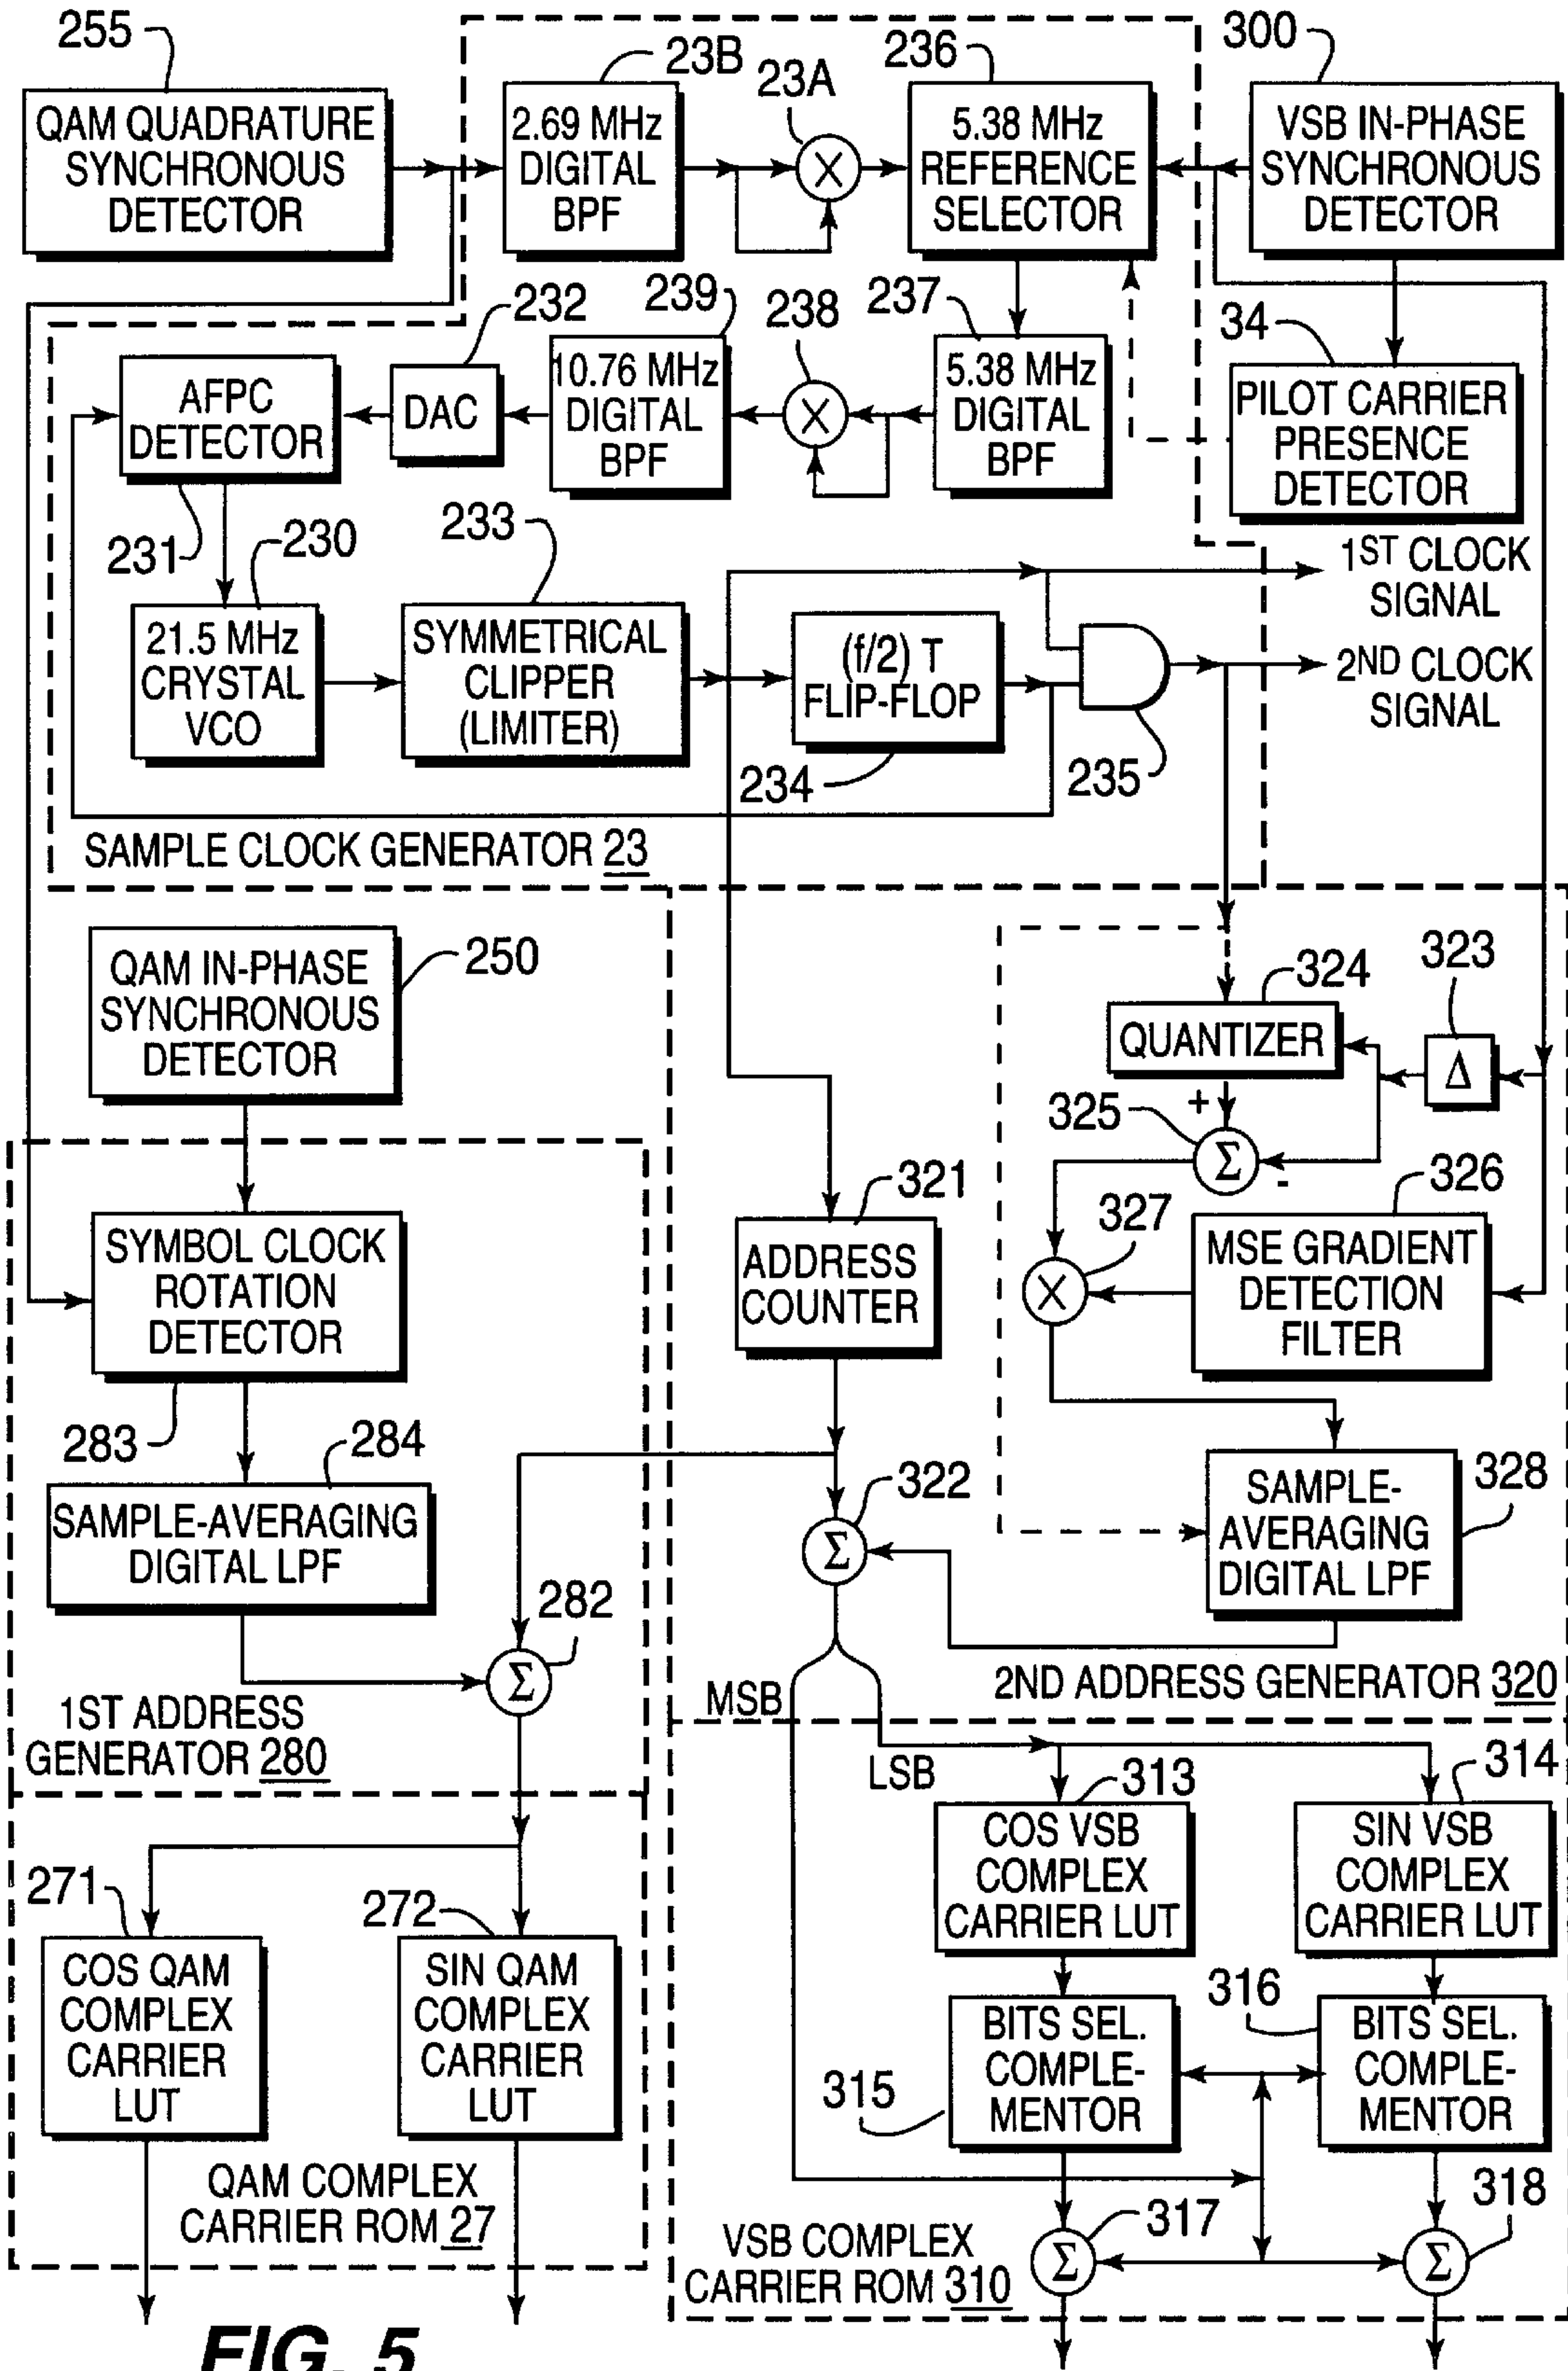 255
23B
236
300
23A
QAM QUADRATURE
SYNCHRONOUS
DETECTOR
2.69 MHz
DIGITAL
BPF
X
5.38 MHz
REFERENCE
SELECTOR
VSB IN-PHASE
SYNCHRONOUS
DETECTOR
232
239
238
237
34
AFPC
DETECTOR
DAC
10.76 MHz
DIGITAL
BPF
X
5.38 MHz
DIGITAL
BPF
PILOT CARRIER
PRESENCE
DETECTOR
231
230
233
1ST CLOCK
SIGNAL
21.5 MHz
CRYSTAL
VCO
SYMMETRICAL
CLIPPER
(LIMITER)
(f/2) T
FLIP-FLOP
2ND CLOCK
SIGNAL
234
235
SAMPLE CLOCK GENERATOR 23
QAM IN-PHASE
SYNCHRONOUS
DETECTOR
250
324
323
QUANTIZER
Δ
+
325
Σ
-
321
326
327
SYMBOL CLOCK
ROTATION
DETECTOR
ADDRESS
COUNTER
X
MSE GRADIENT
DETECTION
FILTER
283
284
322
SAMPLE-AVERAGING
DIGITAL LPF
Σ
SAMPLE-
AVERAGING
DIGITAL LPF
328
282
Σ
1ST ADDRESS
GENERATOR 280
MSB
2ND ADDRESS GENERATOR 320
LSB
313
314
COS VSB
COMPLEX
CARRIER LUT
SIN VSB
COMPLEX
CARRIER LUT
271
272
COS QAM
COMPLEX
CARRIER
LUT
SIN QAM
COMPLEX
CARRIER
LUT
315
BITS SEL.
COMPLE-
MENTOR
316
BITS SEL.
COMPLE-
MENTOR
QAM COMPLEX
CARRIER ROM 27
317
318
VSB COMPLEX
CARRIER ROM 310
Σ
Σ
FIG. 5